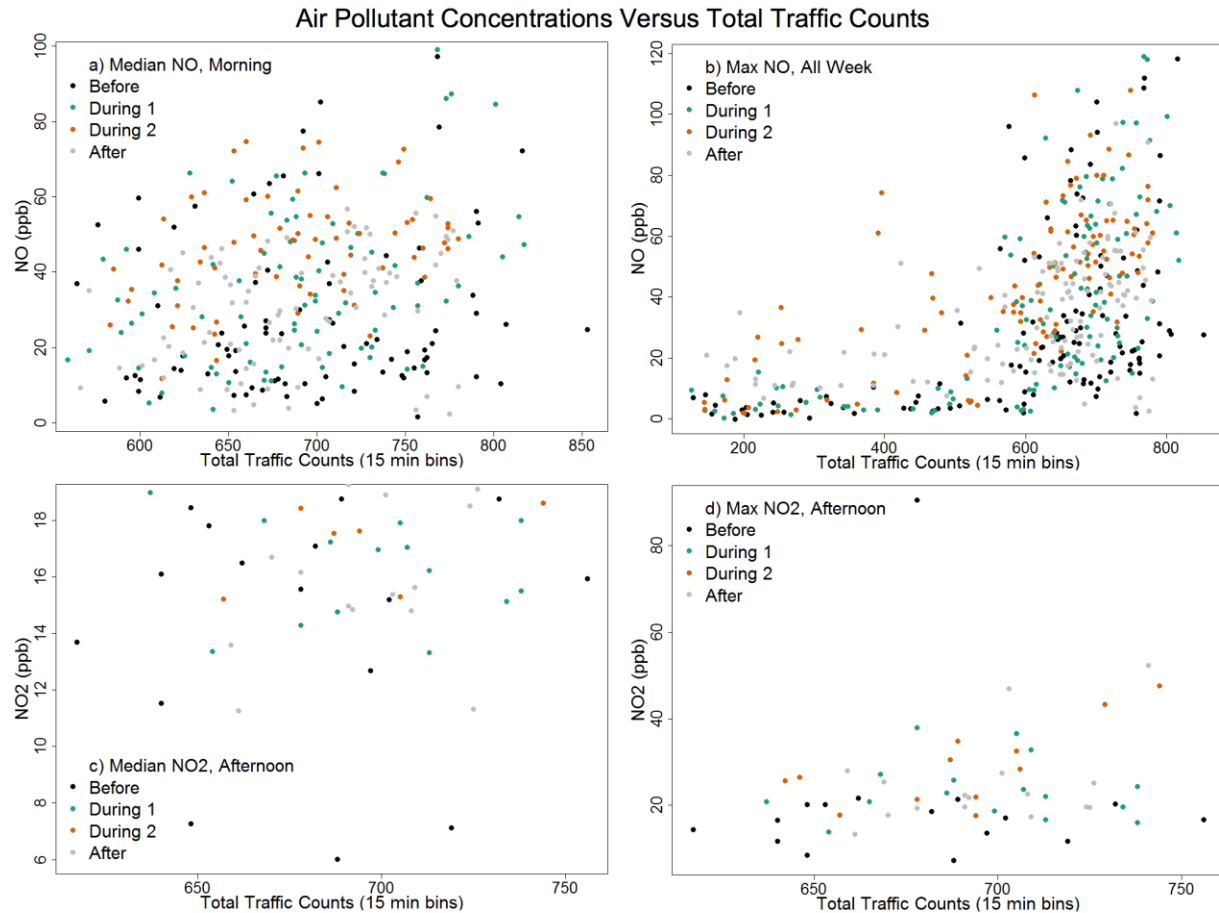 Air Pollutant Concentrations Versus Total Traffic Counts
a) Median NO, Morning
Before
During 1
During 2
After
NO (ppb)
0
20
40
60
80
100
600 650 700 750 800 850
Total Traffic Counts (15 min bins)
b) Max NO, All Week
Before
During 1
During 2
After
NO (ppb)
0
20
40
60
80
100
120
200 400 600 800
Total Traffic Counts (15 min bins)
c) Median NO2, Afternoon
Before
During 1
During 2
After
NO2 (ppb)
6
8
10
12
14
16
18
650 700 750
Total Traffic Counts (15 min bins)
d) Max NO2, Afternoon
Before
During 1
During 2
After
NO2 (ppb)
20
40
60
80
650 700 750
Total Traffic Counts (15 min bins)